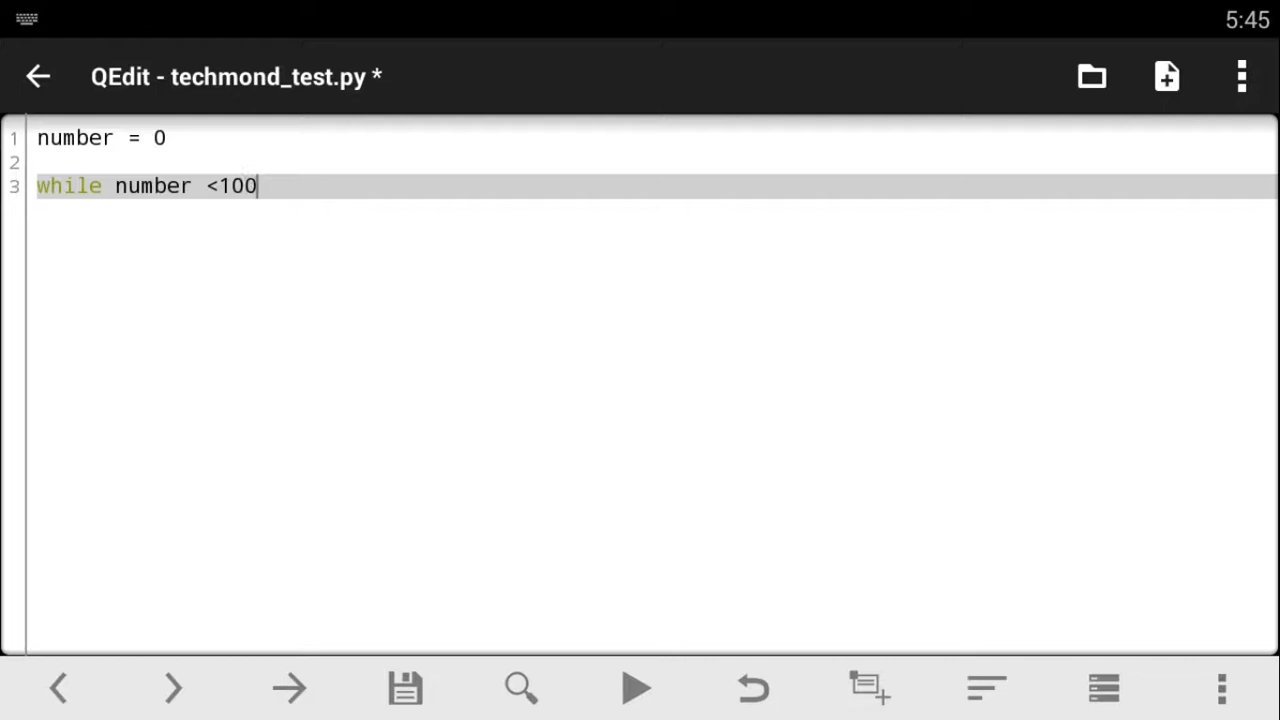 5:45
QEdit - techmond_test.py *
1 number = 0
2
3 while number <100